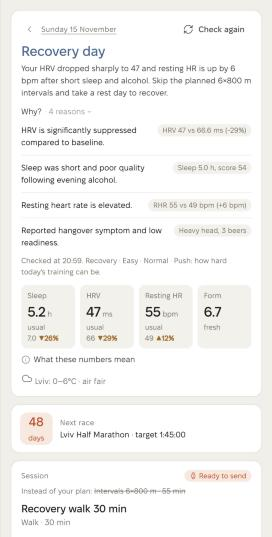 Sunday 15 November
Check again
Recovery day
Your HRV dropped sharply to 47 and resting HR is up by 6
bpm after short sleep and alcohol. Skip the planned 6×800 m
intervals and take a rest day to recover.
Why? · 4 reasons –
HRV is significantly suppressed
compared to baseline.
HRV 47 vs 66.6 ms (-29%)
Sleep was short and poor quality
following evening alcohol.
Sleep 5.0 h, score 54
Resting heart rate is elevated.
RHR 55 vs 49 bpm (+6 bpm)
Reported hangover symptom and low
readiness.
Heavy head, 3 beers
Checked at 20:59. Recovery · Easy · Normal · Push: how hard
today's training can be.
Sleep
5.2 h
usual
7.0 ▼26%
HRV
47 ms
usual
66 ▼29%
Resting HR
55 bpm
usual
49 ▲12%
Form
6.7
fresh
What these numbers mean
Lviv: 0–6°C · air fair
48
days
Next race
Lviv Half Marathon · target 1:45:00
Session
Ready to send
Instead of your plan: Intervals 6×800 m · 55 min
Recovery walk 30 min
Walk · 30 min